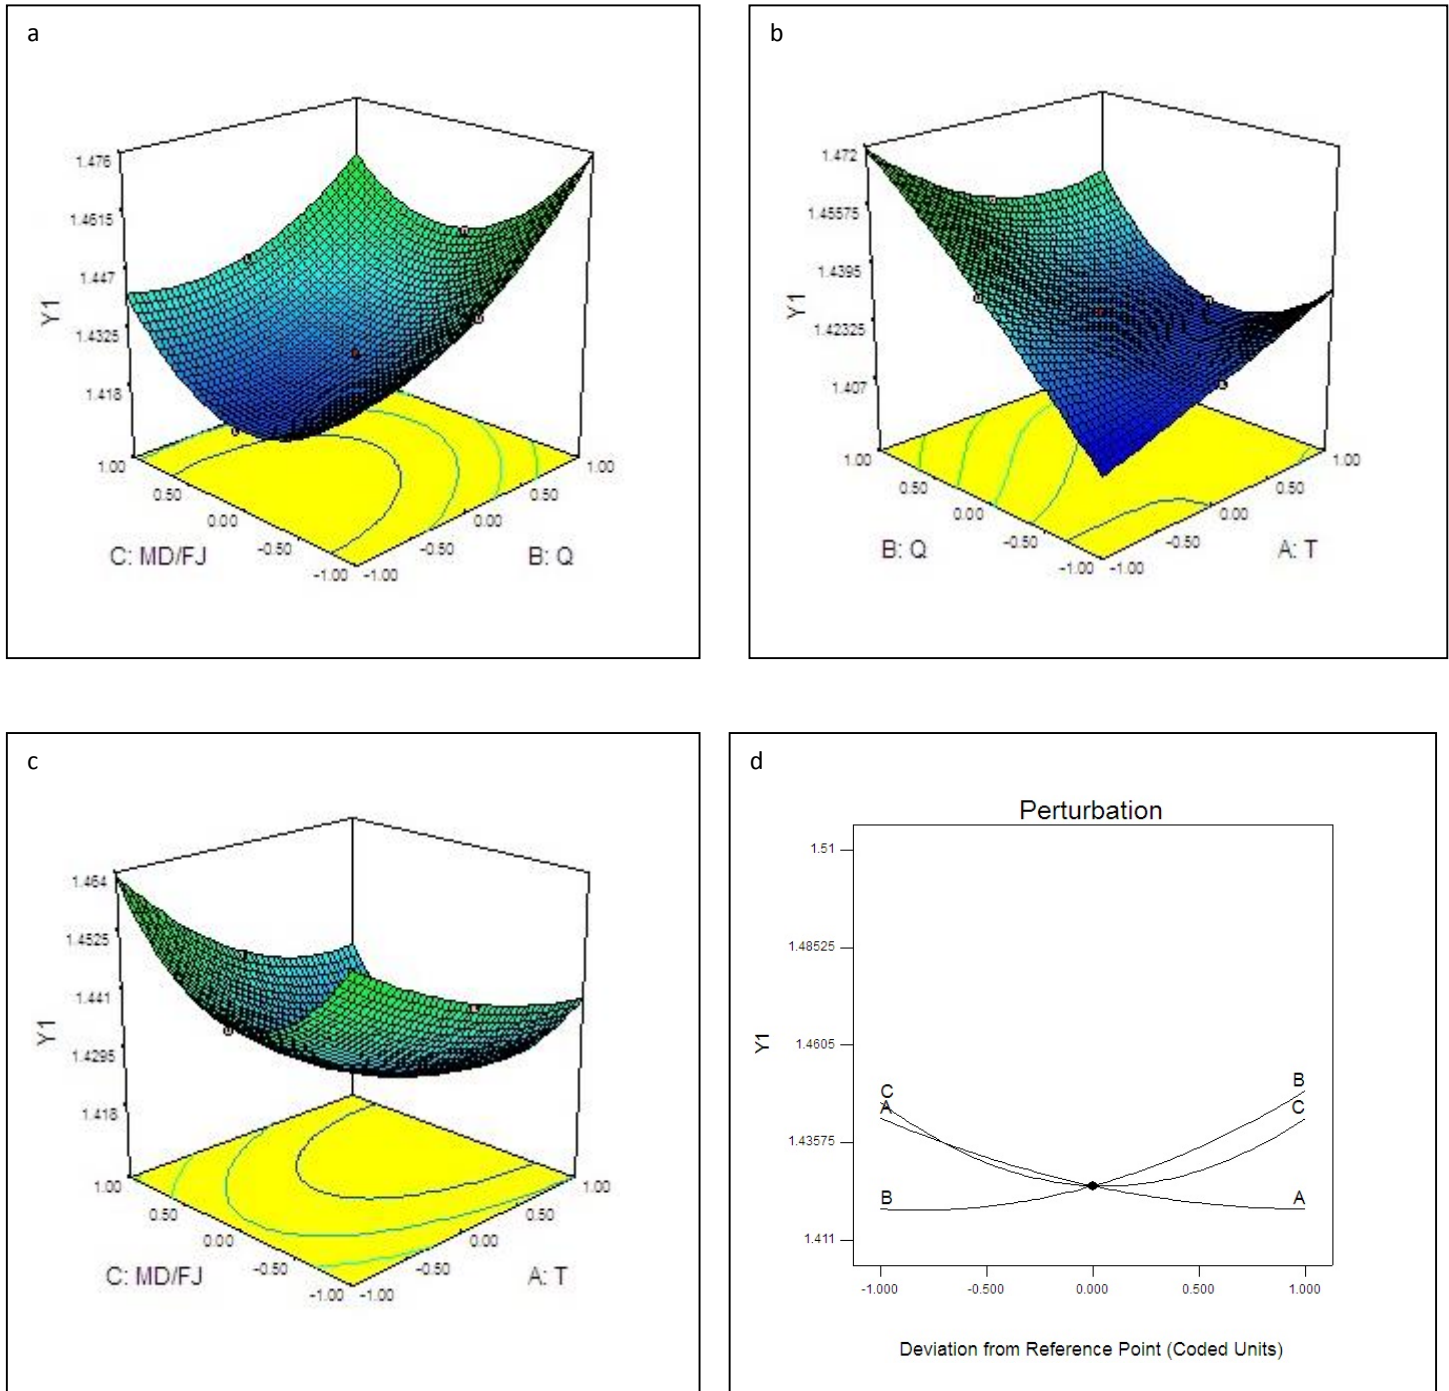 a
1.476
1.4615
1.447
1.4325
1.418
Y1
1.00
0.50
0.00
-0.50
-1.00
-1.00
-0.50
0.00
0.50
1.00
C: MD/FJ
B: Q
b
1.472
1.45575
1.4395
1.42325
1.407
Y1
1.00
0.50
0.00
-0.50
-1.00
-1.00
-0.50
0.00
0.50
1.00
B: Q
A: T
c
1.464
1.4525
1.441
1.4295
1.418
Y1
1.00
0.50
0.00
-0.50
-1.00
-1.00
-0.50
0.00
0.50
1.00
C: MD/FJ
A: T
d
Perturbation
1.51
1.48525
1.4605
1.43575
1.411
Y1
C
A
B
B
C
A
-1.000
-0.500
0.000
0.500
1.000
Deviation from Reference Point (Coded Units)